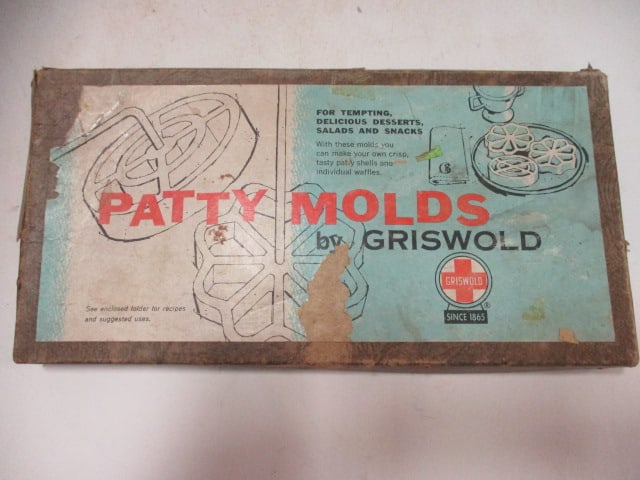 FOR TEMPTING,
DELICIOUS DESSERTS,
SALADS AND SNACKS
With these molds you
can make your own crisp,
tasty patty shells and
individual waffles.
PATTY MOLDS
by GRISWOLD
GRISWOLD
SINCE 1865
See enclosed folder for recipes
and suggested uses.